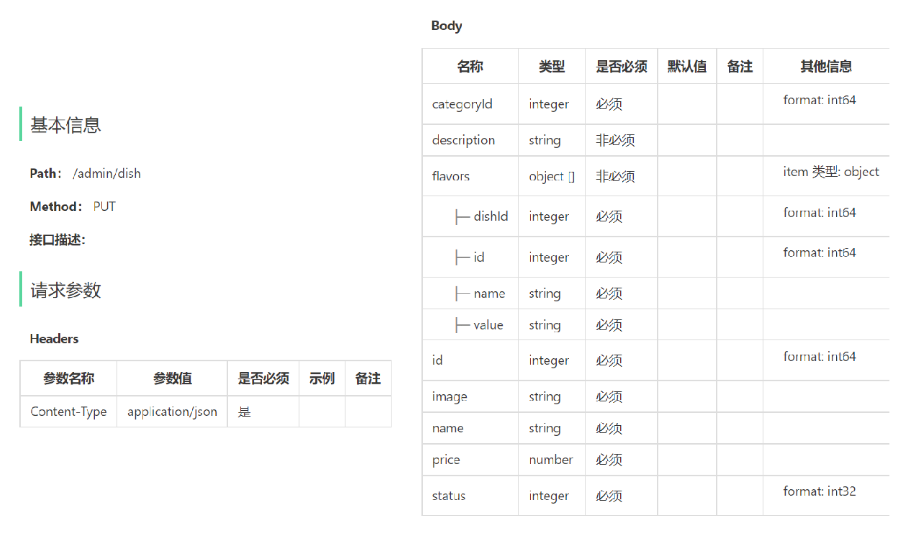 基本信息
Path： /admin/dish
Method： PUT
接口描述：
请求参数
Headers
参数名称 参数值 是否必须 示例 备注
Content-Type application/json 是
Body
名称 类型 是否必须 默认值 备注 其他信息
categoryId integer 必须 format: int64
description string 非必须
flavors object [] 非必须 item 类型: object
├─ dishId integer 必须 format: int64
├─ id integer 必须 format: int64
├─ name string 必须
├─ value string 必须
id integer 必须 format: int64
image string 必须
name string 必须
price number 必须
status integer 必须 format: int32